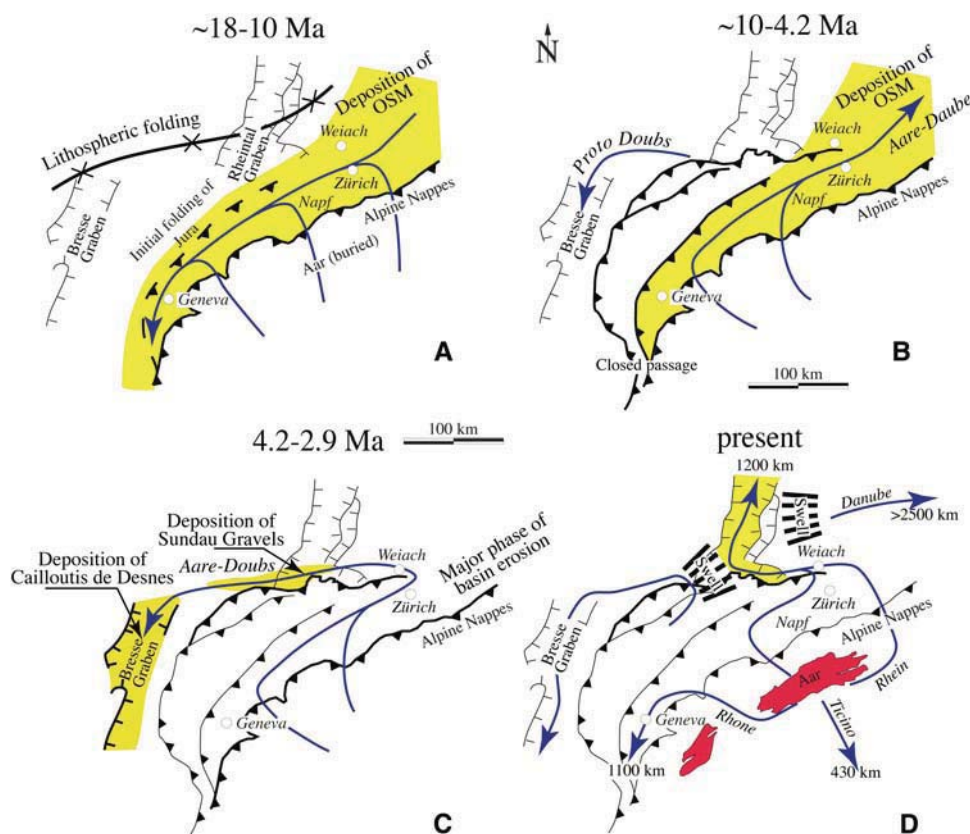 ~18-10 Ma
Lithospheric folding
Rheintal
Graben
Deposition of
OSM
Weiach
Zürich
Napf
Alpine Nappes
Initial folding of
Jura
Aar (buried)
Bresse
Graben
Geneva
A
N
~10-4.2 Ma
Proto Doubs
Deposition of
OSM
Weiach
Aare-Daube
Zürich
Napf
Alpine Nappes
Bresse
Graben
Geneva
Closed passage
B
100 km
4.2-2.9 Ma
100 km
Deposition of
Sundau Gravels
Deposition of
Cailloutis de Desnes
Aare-Doubs
Weiach
Zürich
Major phase of
basin erosion
Alpine Nappes
Bresse
Graben
Geneva
C
present
1200 km
Swell
Danube
>2500 km
Swell
Weiach
Zürich
Napf
Alpine Nappes
Bresse
Graben
Aar
Rhein
Geneva
Rhone
Ticino
1100 km
430 km
D